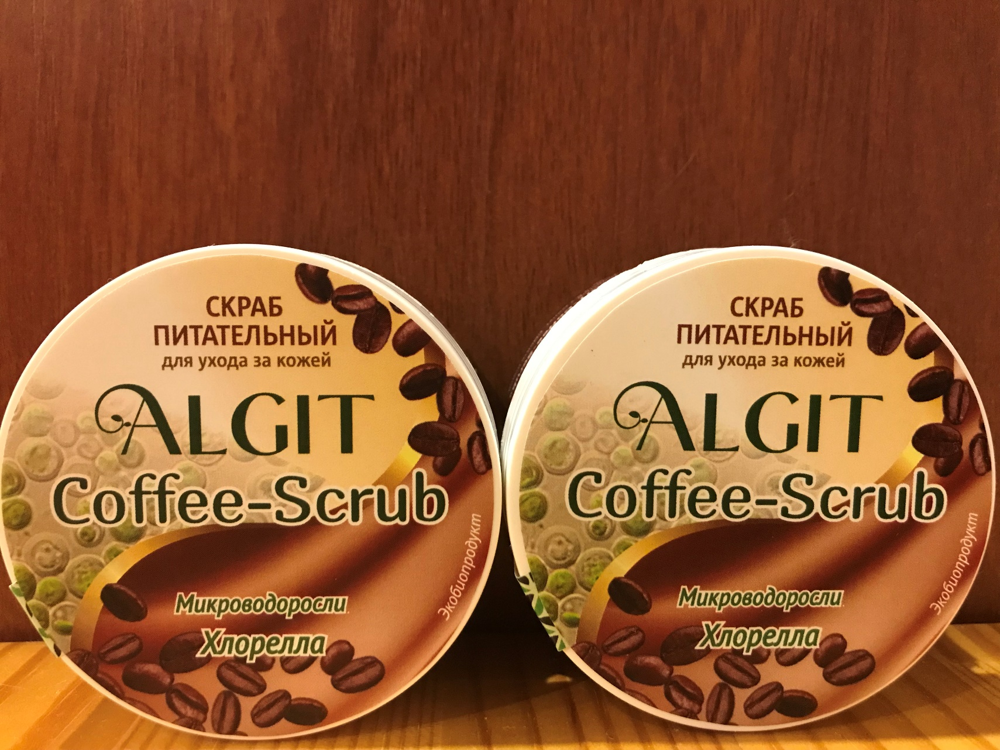 СКРАБ
ПИТАТЕЛЬНЫЙ
для ухода за кожей
ALGIT
Coffee-Scrub
Экобиопродукт
Микроводоросли
Хлорелла
СКРАБ
ПИТАТЕЛЬНЫЙ
для ухода за кожей
ALGIT
Coffee-Scrub
Экобиопродукт
Микроводоросли
Хлорелла